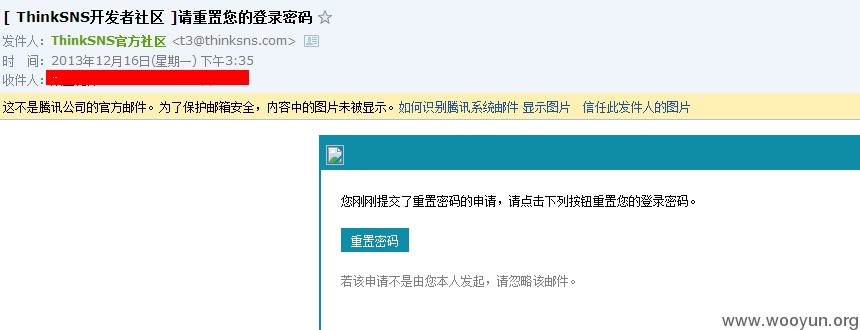 [ ThinkSNS开发者社区 ]请重置您的登录密码
发件人：ThinkSNS官方社区 <t3@thinksns.com>
时　间：2013年12月16日(星期一) 下午3:35
收件人：
这不是腾讯公司的官方邮件。为了保护邮箱安全，内容中的图片未被显示。如何识别腾讯系统邮件 显示图片　信任此发件人的图片
您刚刚提交了重置密码的申请，请点击下列按钮重置您的登录密码。
重置密码
若该申请不是由您本人发起，请忽略该邮件。
www.wooyun.org